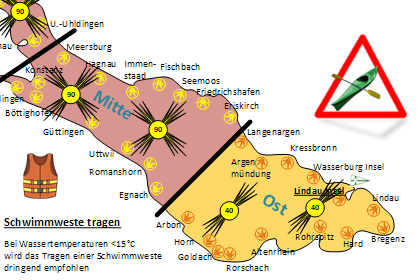 90
U.-Uhldingen
Meersburg
nau
Konstanz
Hagnau
Immen-
staad
Fischbach
Seemoos
Friedrichshafen
Eriskirch
lingen
Böttighofen
90
Mitte
Güttingen
90
Langenargen
Kressbronn
Uttwil
Romanshorn
Argen
mündung
Wasserburg Insel
Lindau Insel
Egnach
Lindau
40
Ost
40
Arbon
Schwimmweste tragen
Horn
Goldach
Rorschach
Altenrhein
Rohrspitz
Hard
Bregenz
Bei Wassertemperaturen <15°C
wird das Tragen einer Schwimmweste
dringend empfohlen